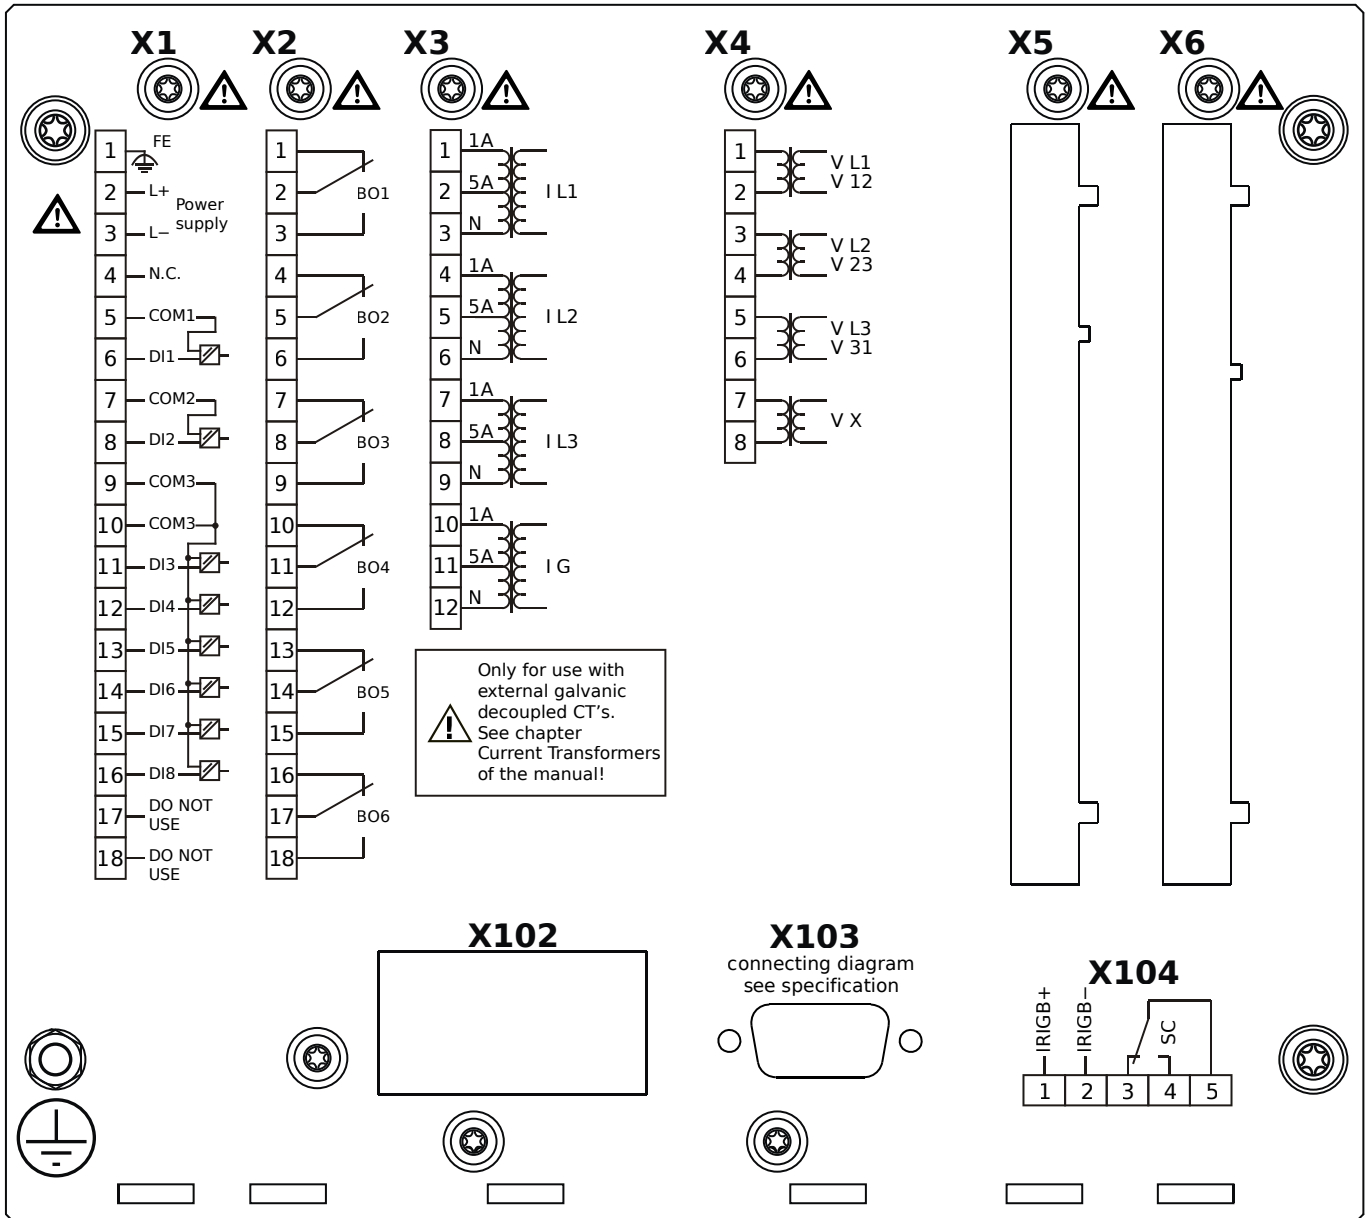 X1
X2
X3
X4
X5
X6
1 FE
2 L+
Power
supply
3 L−
4 N.C.
5 COM1
6 DI1
7 COM2
8 DI2
9 COM3
10 COM3
11 DI3
12 DI4
13 DI5
14 DI6
15 DI7
16 DI8
17 DO NOT
USE
18 DO NOT
USE
1
2 BO1
3
4
5 BO2
6
7
8 BO3
9
10
11 BO4
12
13
14 BO5
15
16
17 BO6
18
1 1A
2 5A I L1
3 N
4 1A
5 5A I L2
6 N
7 1A
8 5A I L3
9 N
10 1A
11 5A I G
12 N
Only for use with
external galvanic
decoupled CT's.
See chapter
Current Transformers
of the manual!
1 V L1
2 V 12
3 V L2
4 V 23
5 V L3
6 V 31
7 V X
8
X102
X103
connecting diagram
see specification
X104
IRIGB+
IRIGB−
SC
1 2 3 4 5